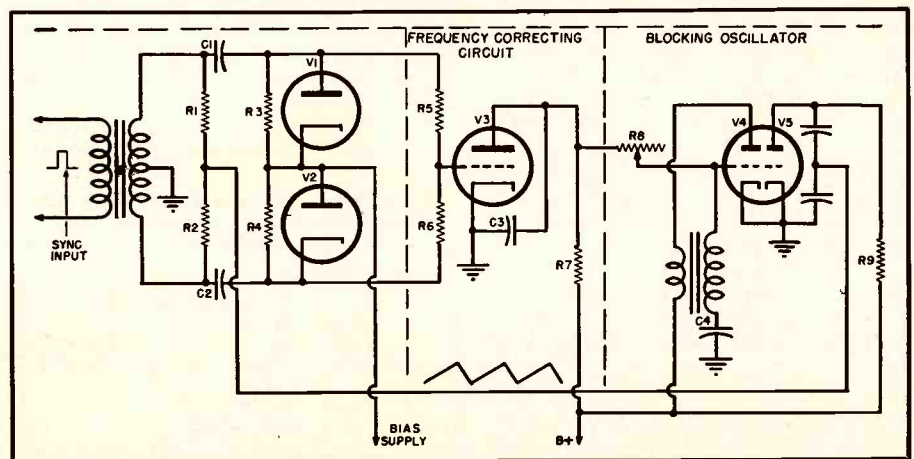 FREQUENCY CORRECTING
CIRCUIT
BLOCKING OSCILLATOR
C1
V1
R1
R3
R5
V3
R8
V4
V5
V2
SYNC
INPUT
R2
R4
R6
C3
R7
R9
C2
C4
BIAS
SUPPLY
B+